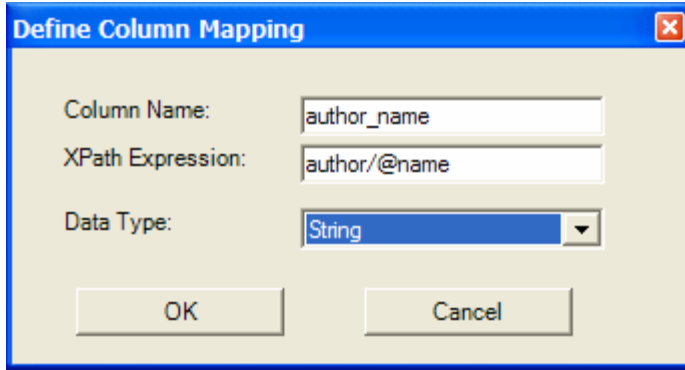 Define Column Mapping
Column Name: author_name
XPath Expression: author/@name
Data Type: String
OK Cancel